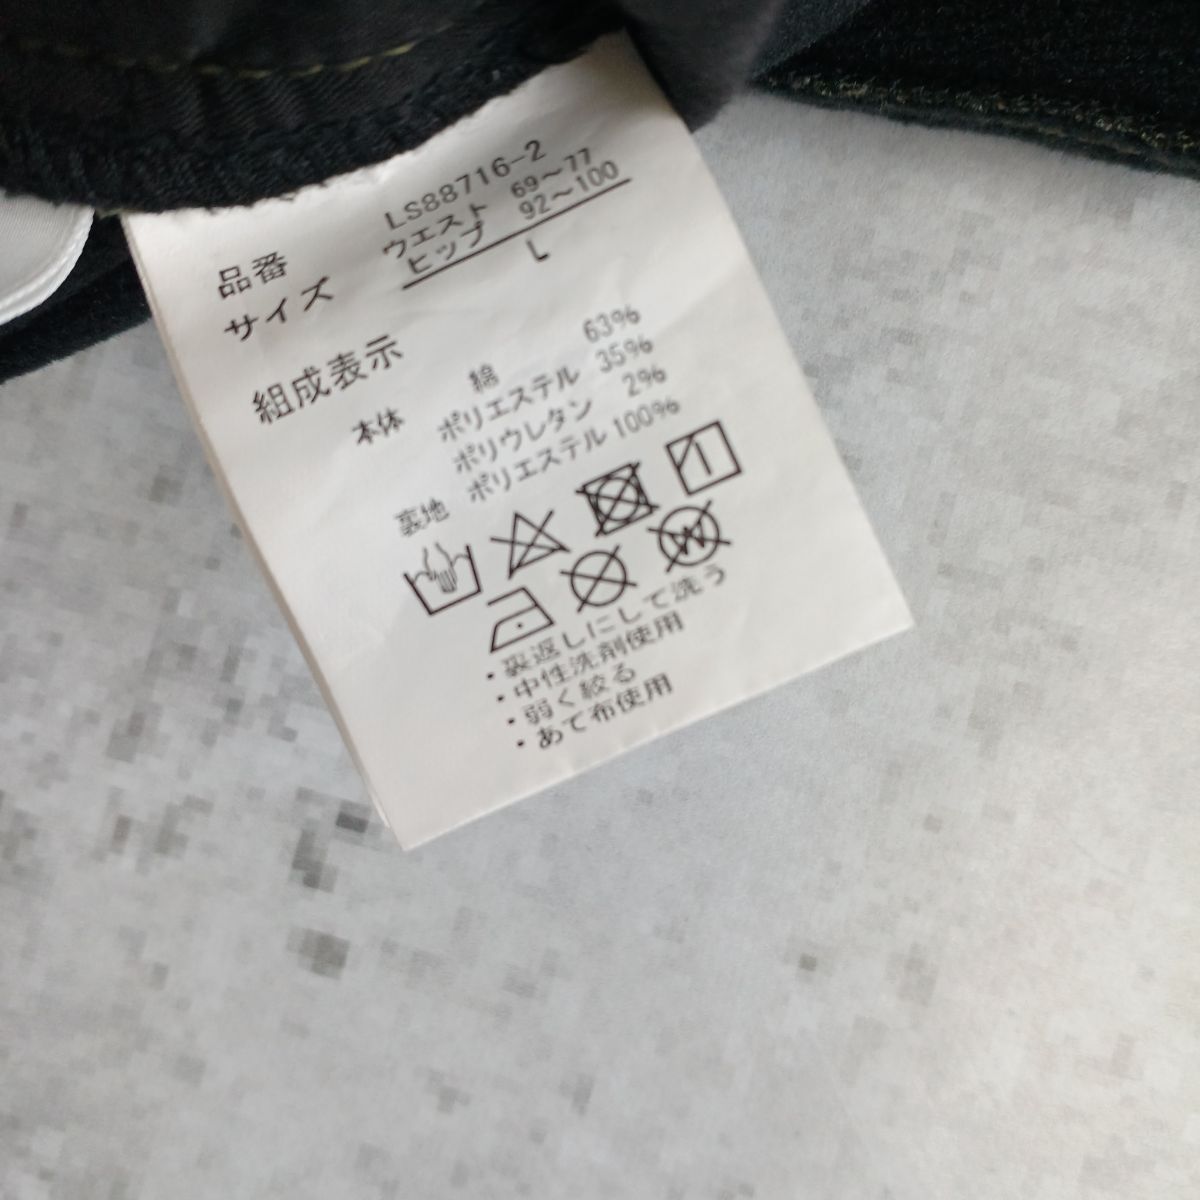 品番 LS88716-2
サイズ ウエスト 69～77
ヒップ 92～100
L
組成表示
本体 綿 63%
ポリエステル 35%
ポリウレタン 2%
裏地 ポリエステル 100%
W
・裏返しにして洗う
・中性洗剤使用
・弱く絞る
・あて布使用